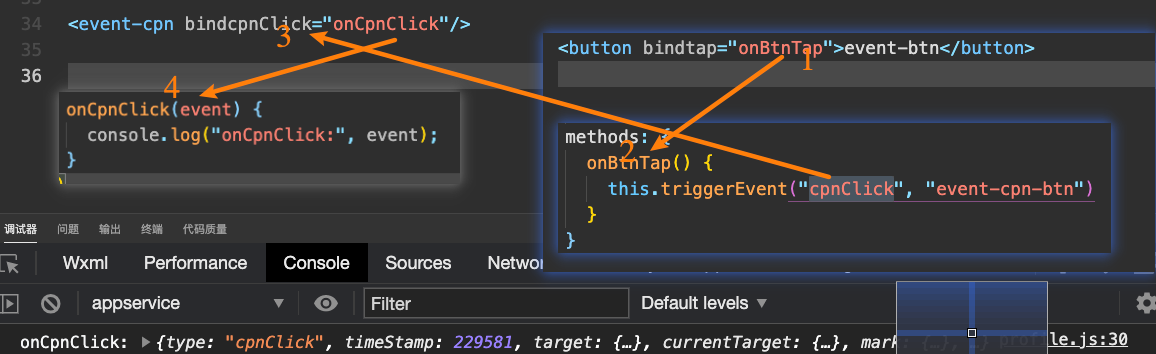 34 <event-cpn bindcpnClick="onCpnClick"/>
35
36
3
4
onCpnClick(event) {
console.log("onCpnClick:", event);
}
<button bindtap="onBtnTap">event-btn</button>
1
methods: {
2
onBtnTap() {
this.triggerEvent("cpnClick", "event-cpn-btn")
}
}
调试器 问题 输出 终端 代码质量
Wxml Performance Console Sources
appservice Filter Default levels
onCpnClick: {type: "cpnClick", timeStamp: 229581, target: {…}, currentTarget: {…}, mark: {…}, …} profile.js:30